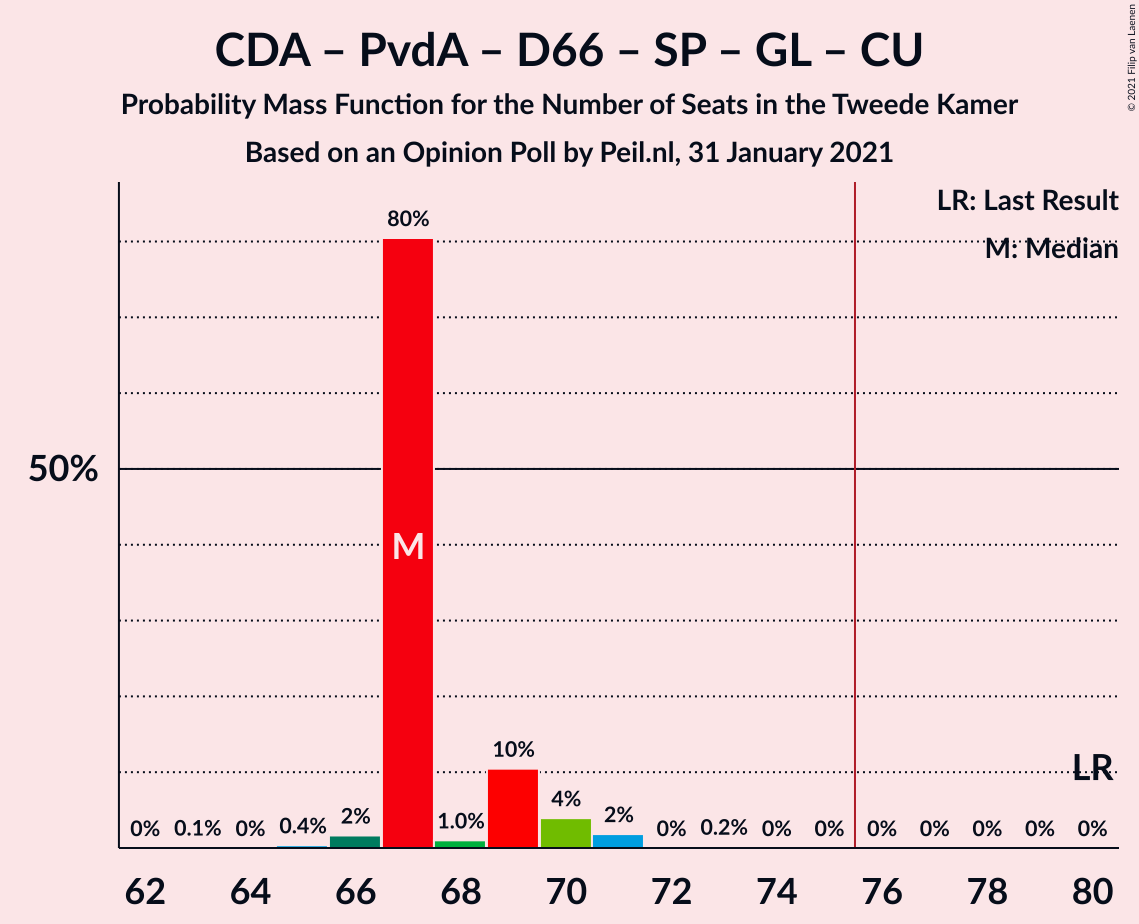 CDA – PvdA – D66 – SP – GL – CU
Probability Mass Function for the Number of Seats in the Tweede Kamer
Based on an Opinion Poll by Peil.nl, 31 January 2021
© 2021 Filip van Laenen
LR: Last Result
M: Median
50%
80%
M
10%
LR
0% 0.1% 0% 0.4% 2% 1.0% 4% 2% 0% 0.2% 0% 0% 0% 0% 0% 0% 0%
62 64 66 68 70 72 74 76 78 80